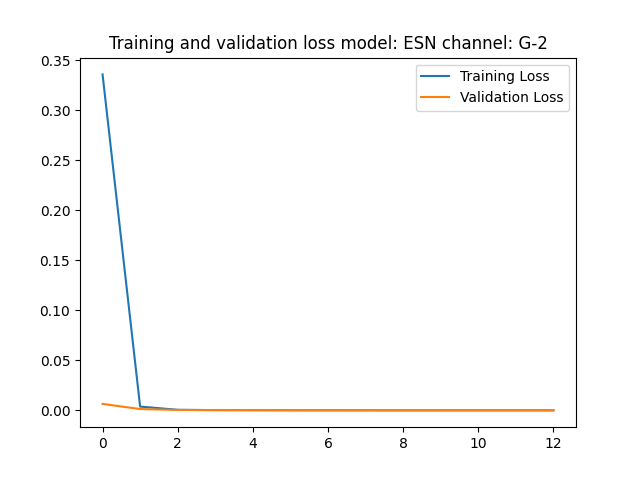 Training and validation loss model: ESN channel: G-2
Training Loss
Validation Loss
0.35
0.30
0.25
0.20
0.15
0.10
0.05
0.00
0 2 4 6 8 10 12